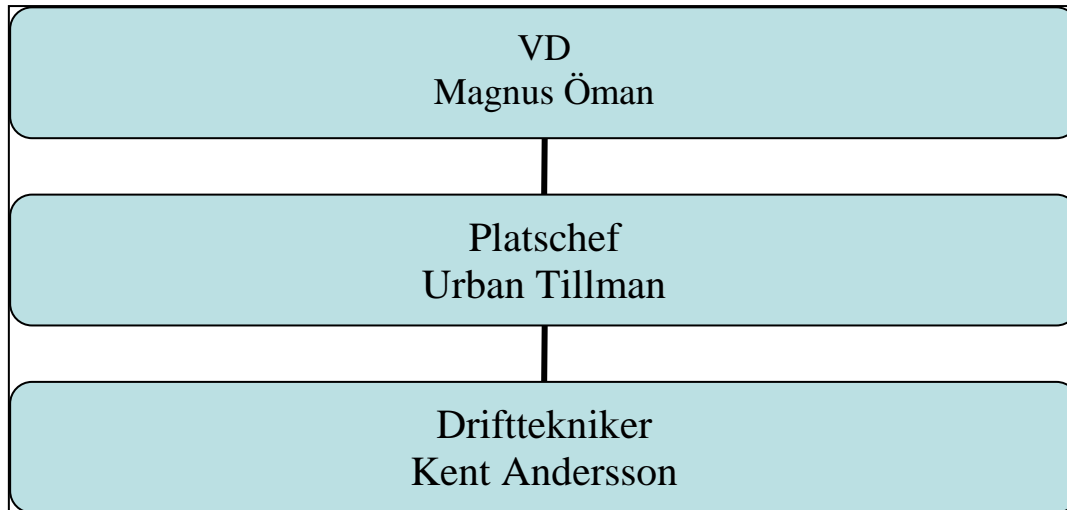 VD
Magnus Öman
Platschef
Urban Tillman
Drifttekniker
Kent Andersson